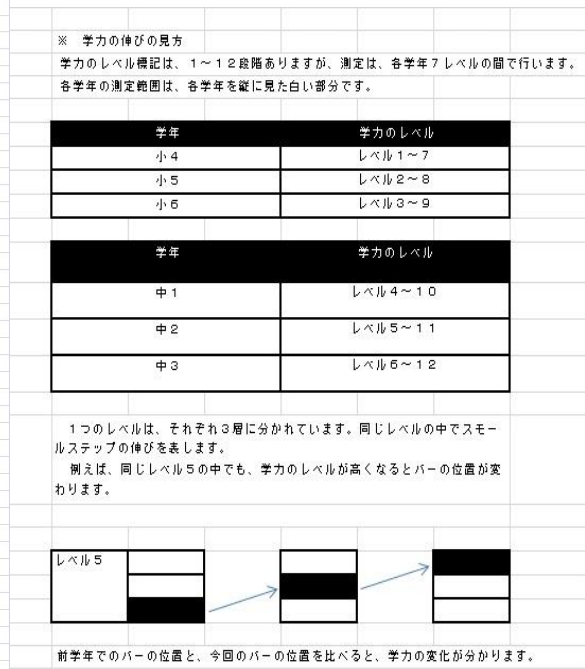 ※　学力の伸びの見方
学力のレベル標記は、１～１２段階ありますが、測定は、各学年７レベルの間で行います。
各学年の測定範囲は、各学年を縦に見た白い部分です。
学年　学力のレベル
小４　レベル１～７
小５　レベル２～８
小６　レベル３～９
学年　学力のレベル
中１　レベル４～１０
中２　レベル５～１１
中３　レベル６～１２
１つのレベルは、それぞれ３層に分かれています。同じレベルの中でスモー
ルステップの伸びを表します。
例えば、同じレベル５の中でも、学力のレベルが高くなるとバーの位置が変
わります。
レベル５
前学年でのバーの位置と、今回のバーの位置を比べると、学力の変化が分かります。